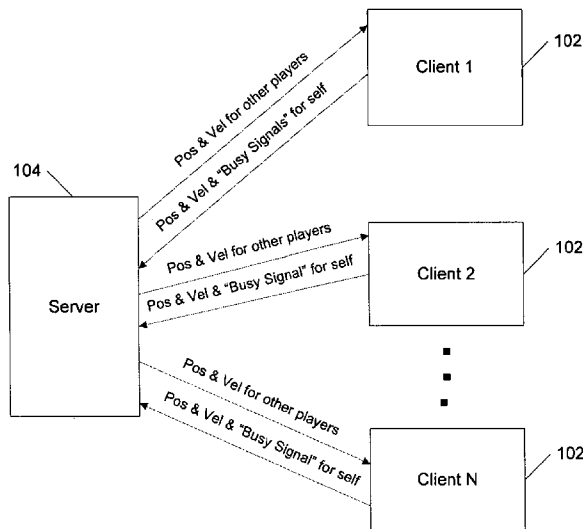 Client 1
102
Pos & Vel for other players
Pos & Vel & "Busy Signals" for self
104
Server
Client 2
102
Pos & Vel for other players
Pos & Vel & "Busy Signal" for self
Pos & Vel for other players
Pos & Vel & "Busy Signal" for self
Client N
102